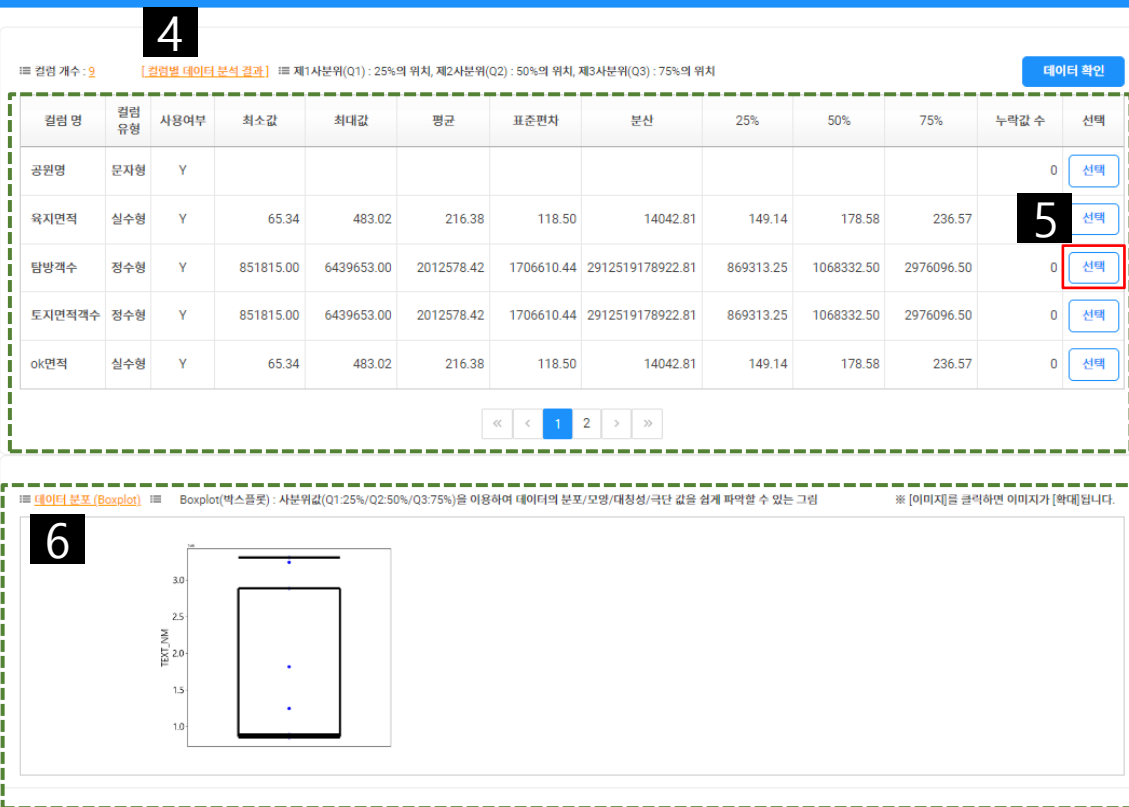 4
컬럼 개수 : 9 [ 컬럼별 데이터 분석 결과 ] 제1사분위(Q1) : 25%의 위치, 제2사분위(Q2) : 50%의 위치, 제3사분위(Q3) : 75%의 위치 데이터 확인
컬럼 명 컬럼 유형 사용여부 최소값 최대값 평균 표준편차 분산 25% 50% 75% 누락값 수 선택
공원명 문자형 Y 0 선택
육지면적 실수형 Y 65.34 483.02 216.38 118.50 14042.81 149.14 178.58 236.57 선택
5
탐방객수 정수형 Y 851815.00 6439653.00 2012578.42 1706610.44 2912519178922.81 869313.25 1068332.50 2976096.50 0 선택
토지면적객수 정수형 Y 851815.00 6439653.00 2012578.42 1706610.44 2912519178922.81 869313.25 1068332.50 2976096.50 0 선택
ok면적 실수형 Y 65.34 483.02 216.38 118.50 14042.81 149.14 178.58 236.57 0 선택
« ‹ 1 2 › »
데이터 분포 (Boxplot) Boxplot(박스플롯) : 사분위값(Q1:25%/Q2:50%/Q3:75%)을 이용하여 데이터의 분포/모양/대칭성/극단 값을 쉽게 파악할 수 있는 그림 ※ [이미지]를 클릭하면 이미지가 [확대]됩니다.
6
3.0
2.5
TEXT_NM
2.0
1.5
1.0